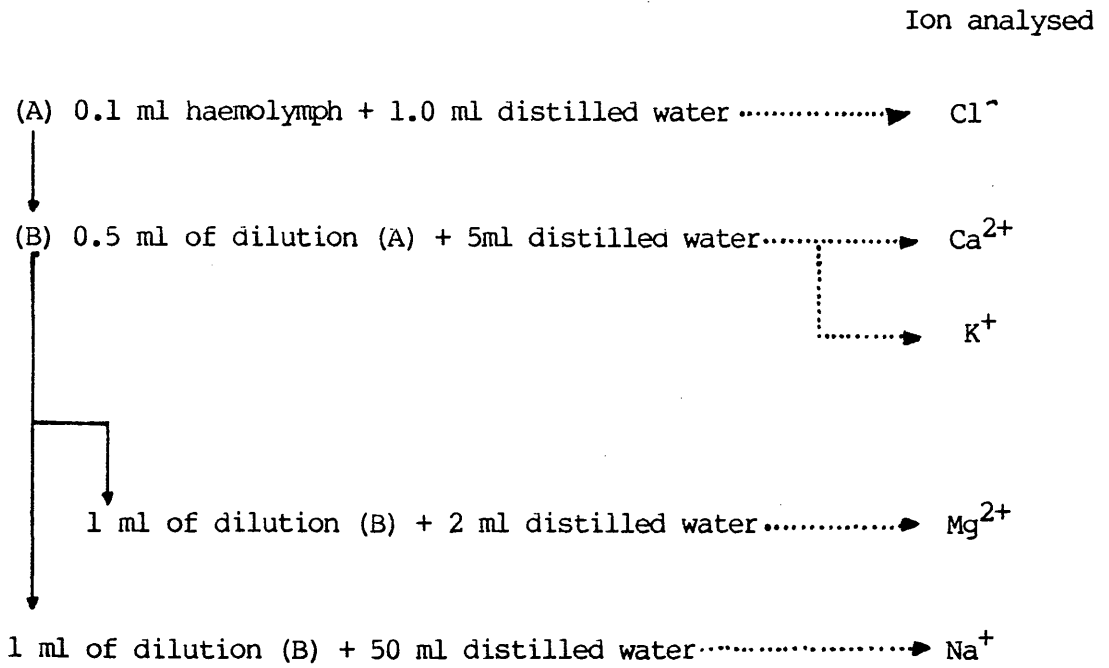 Ion analysed
(A) 0.1 ml haemolymph + 1.0 ml distilled water Cl⁻
(B) 0.5 ml of dilution (A) + 5ml distilled water Ca²⁺
K⁺
1 ml of dilution (B) + 2 ml distilled water Mg²⁺
1 ml of dilution (B) + 50 ml distilled water Na⁺